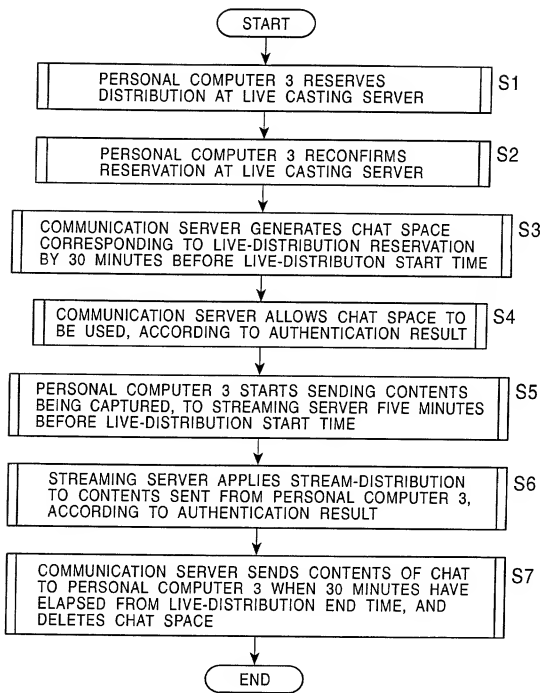 START
PERSONAL COMPUTER 3 RESERVES
DISTRIBUTION AT LIVE CASTING SERVER
S1
PERSONAL COMPUTER 3 RECONFIRMS
RESERVATION AT LIVE CASTING SERVER
S2
COMMUNICATION SERVER GENERATES CHAT SPACE
CORRESPONDING TO LIVE-DISTRIBUTION RESERVATION
BY 30 MINUTES BEFORE LIVE-DISTRIBUTON START TIME
S3
COMMUNICATION SERVER ALLOWS CHAT SPACE TO
BE USED, ACCORDING TO AUTHENTICATION RESULT
S4
PERSONAL COMPUTER 3 STARTS SENDING CONTENTS
BEING CAPTURED, TO STREAMING SERVER FIVE MINUTES
BEFORE LIVE-DISTRIBUTION START TIME
S5
STREAMING SERVER APPLIES STREAM-DISTRIBUTION
TO CONTENTS SENT FROM PERSONAL COMPUTER 3,
ACCORDING TO AUTHENTICATION RESULT
S6
COMMUNICATION SERVER SENDS CONTENTS OF CHAT
TO PERSONAL COMPUTER 3 WHEN 30 MINUTES HAVE
ELAPSED FROM LIVE-DISTRIBUTION END TIME, AND
DELETES CHAT SPACE
S7
END